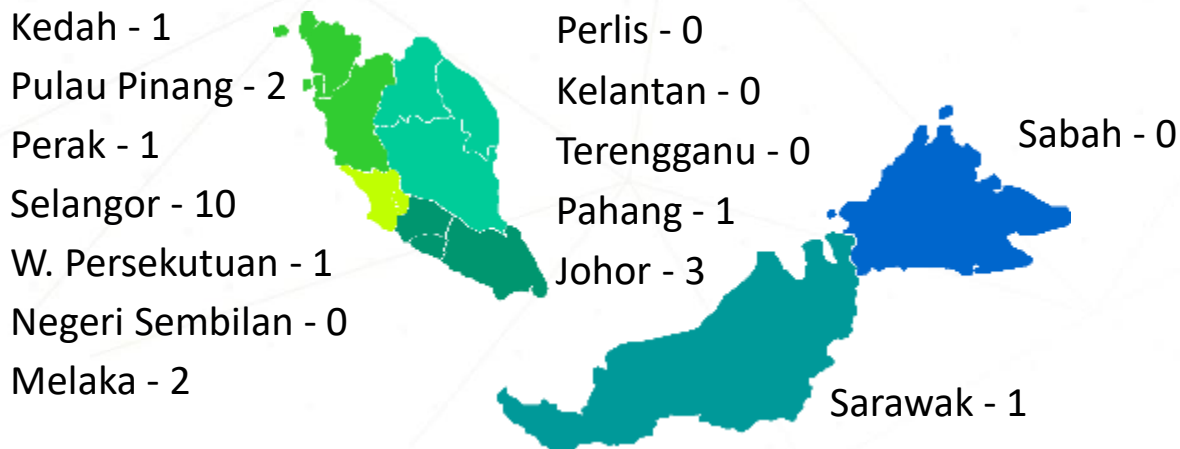 Kedah - 1
Pulau Pinang - 2
Perak - 1
Selangor - 10
W. Persekutuan - 1
Negeri Sembilan - 0
Melaka - 2
Perlis - 0
Kelantan - 0
Terengganu - 0
Pahang - 1
Johor - 3
Sabah - 0
Sarawak - 1